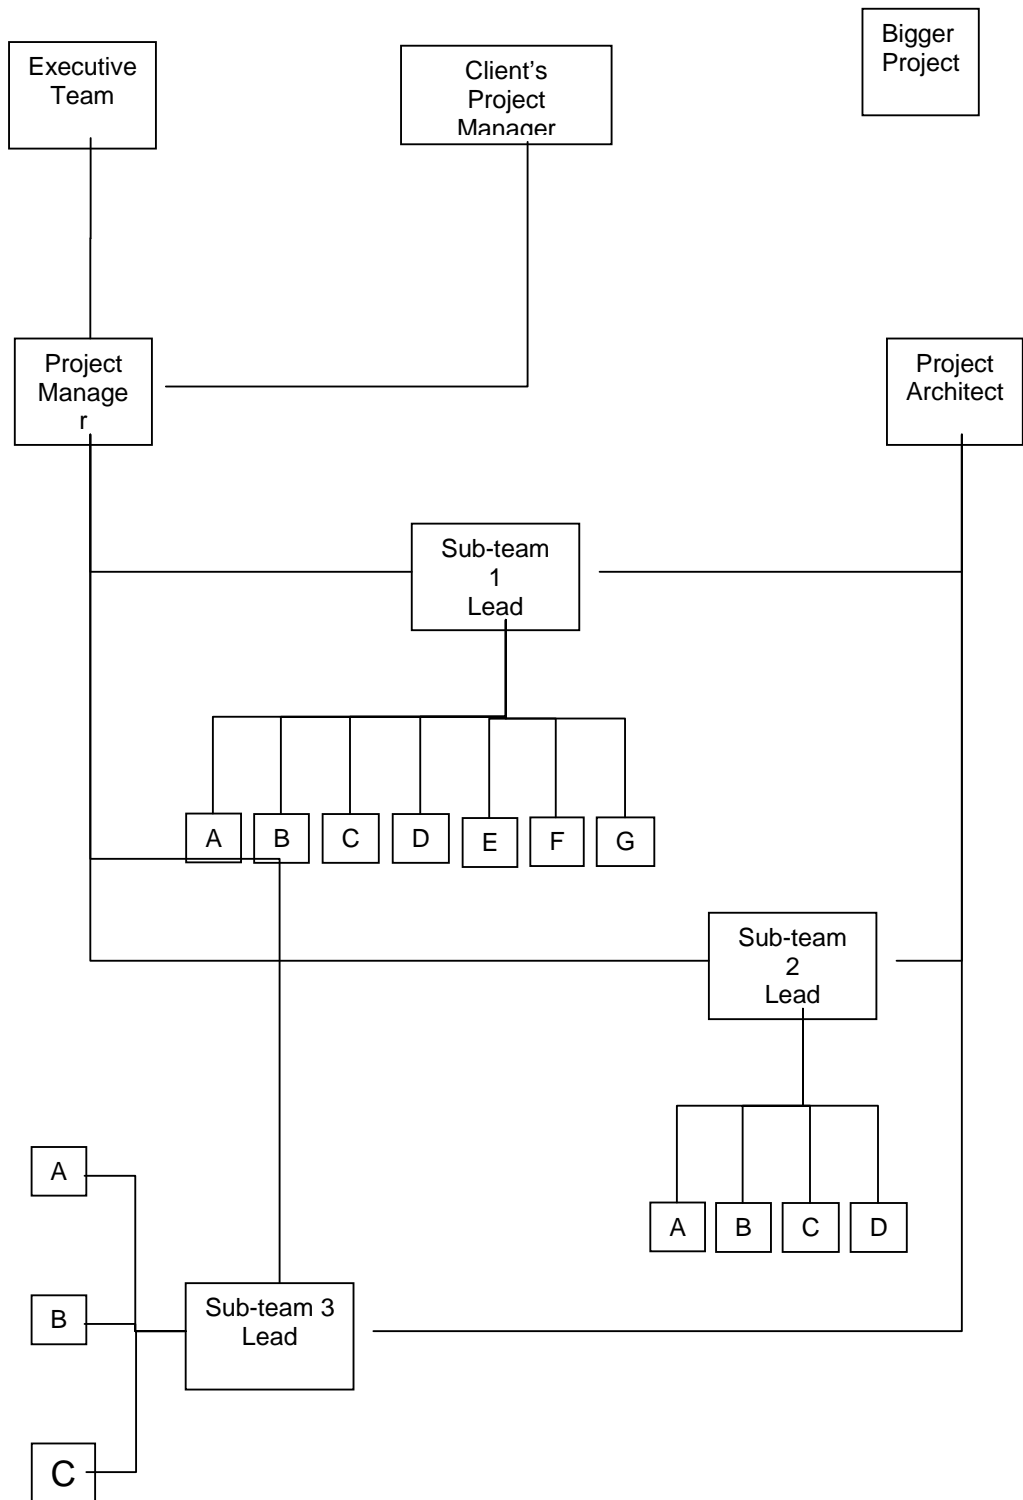 Executive
Team
Client's
Project
Manager
Bigger
Project
Project
Manage
r
Project
Architect
Sub-team
1
Lead
A
B
C
D
E
F
G
Sub-team
2
Lead
A
B
C
D
A
B
C
Sub-team 3
Lead